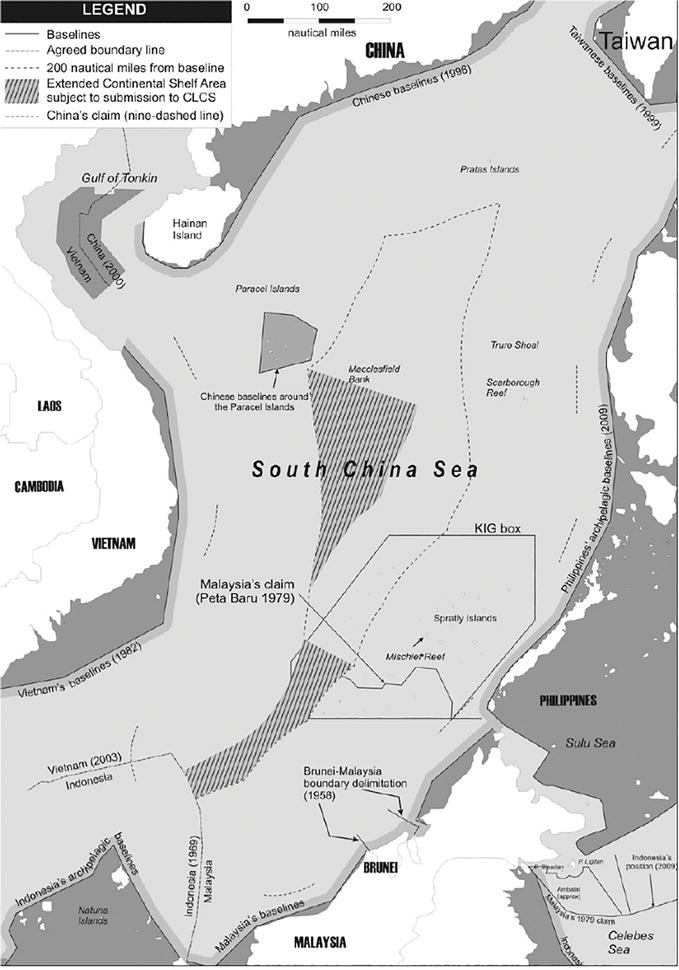 LEGEND
Baselines
Agreed boundary line
200 nautical miles from baseline
Extended Continental Shelf Area
subject to submission to CLCS
China's claim (nine-dashed line)
0 100 200
nautical miles
CHINA
Taiwan
Chinese baselines (1996)
Taiwanese baselines (1999)
Gulf of Tonkin
Pratas Islands
Hainan
Island
China (2000)
Vietnam
Paracel Islands
Truro Shoal
Macclesfield
Bank
Scarborough
Reef
Chinese baselines around
the Paracel Islands
LAOS
South China Sea
CAMBODIA
Philippines' archipelagic baselines (2009)
KIG box
VIETNAM
Malaysia's claim
(Peta Baru 1979)
Spratly Islands
Mischief Reef
Vietnam's baselines (1982)
PHILIPPINES
Sulu Sea
Vietnam (2003)
Indonesia
Brunei-Malaysia
boundary delimitation
(1958)
Indonesia's archipelagic
baselines
Indonesia (1969)
Malaysia
BRUNEI
P. Sipadan
P. Ligitan
Indonesia's
position (2009)
Ambalat
(approx)
Malaysia's 1979 claim
Natuna
Islands
Malaysia's baselines
MALAYSIA
Celebes
Sea